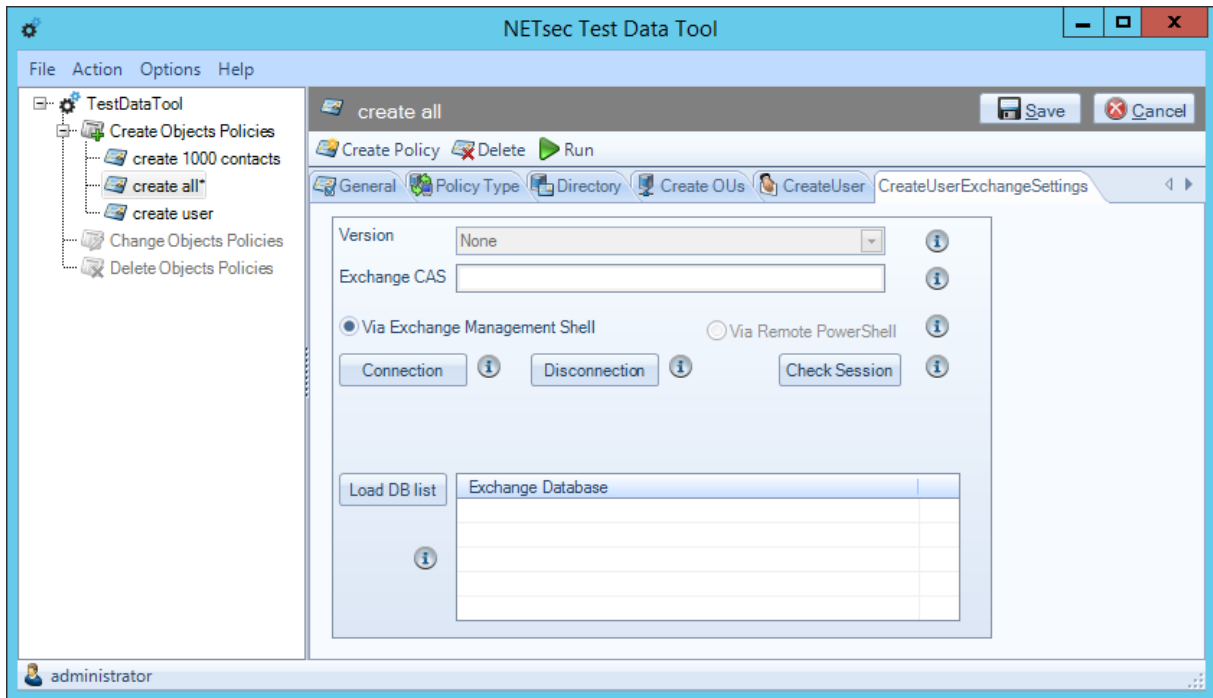 NETsec Test Data Tool
File Action Options Help
TestDataTool
Create Objects Policies
create 1000 contacts
create all*
create user
Change Objects Policies
Delete Objects Policies
create all
Save Cancel
Create Policy Delete Run
General Policy Type Directory Create OUs CreateUser CreateUserExchangeSettings
Version None
Exchange CAS
Via Exchange Management Shell Via Remote PowerShell
Connection Disconnection Check Session
Load DB list Exchange Database
administrator